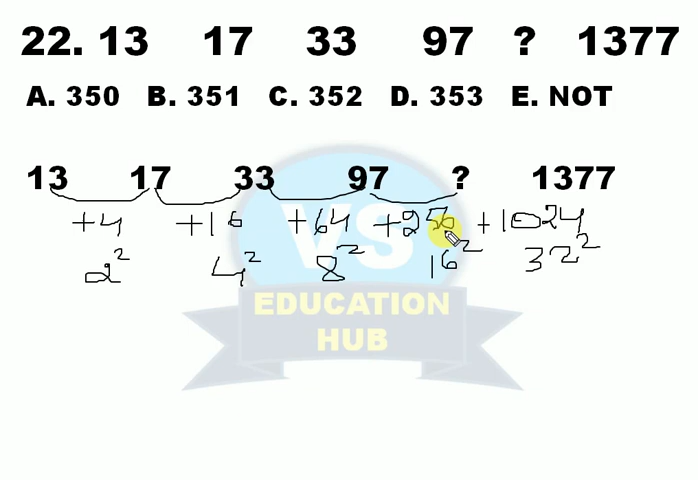 22. 13 17 33 97 ? 1377
A. 350 B. 351 C. 352 D. 353 E. NOT
13 17 33 97 ? 1377
+4 +16 +64 +256 +1024
2² 4² 8² 16² 32²
VS
EDUCATION
HUB